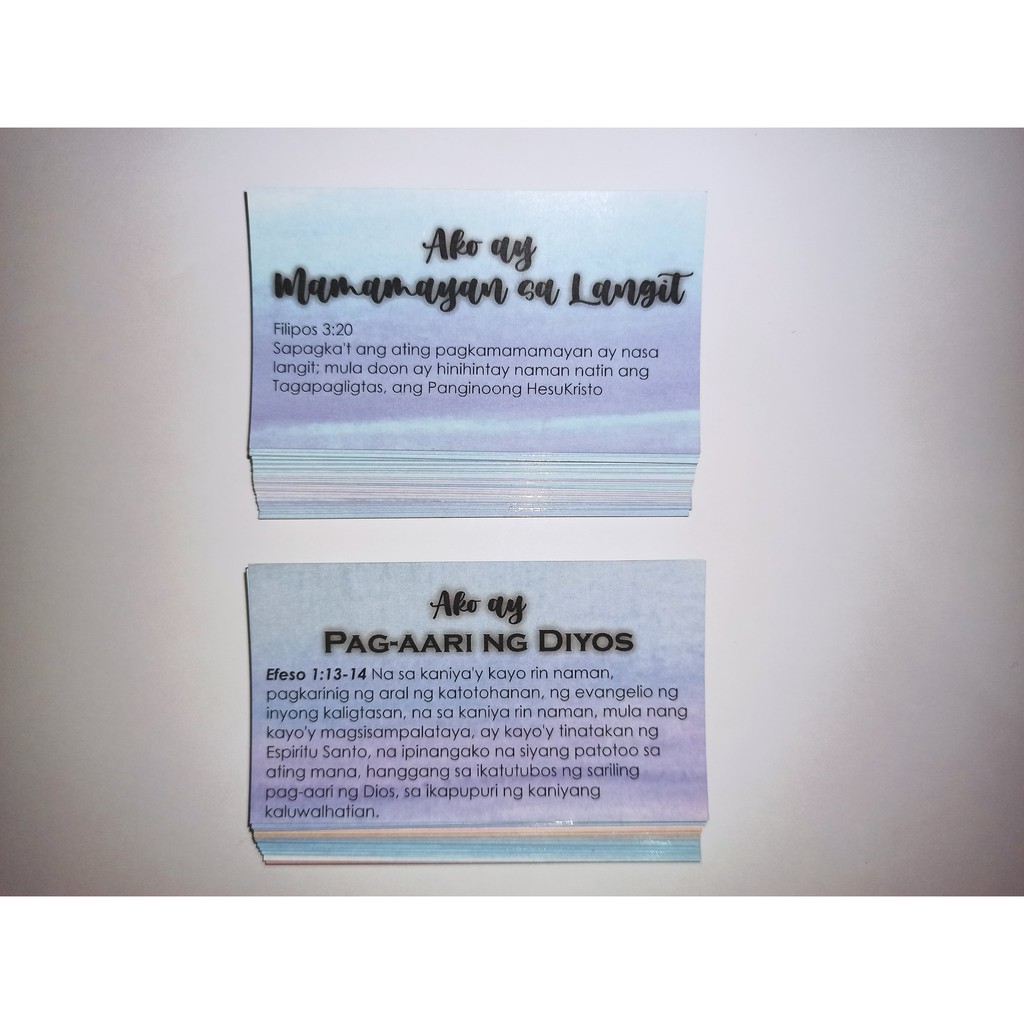 Ako ay
Mamamayan sa Langit
Filipos 3:20
Sapagka't ang ating pagkamamamayan ay nasa
langit; mula doon ay hinihintay naman natin ang
Tagapagligtas, ang Panginoong HesuKristo
Ako ay
PAG-AARI NG DIYOS
Efeso 1:13-14 Na sa kaniya'y kayo rin naman,
pagkarinig ng aral ng katotohanan, ng evangelio ng
inyong kaligtasan, na sa kaniya rin naman, mula nang
kayo'y magsisampalataya, ay kayo'y tinatakan ng
Espiritu Santo, na ipinangako na siyang patotoo sa
ating mana, hanggang sa ikatutubos ng sariling
pag-aari ng Dios, sa ikapupuri ng kaniyang
kaluwalhatian.